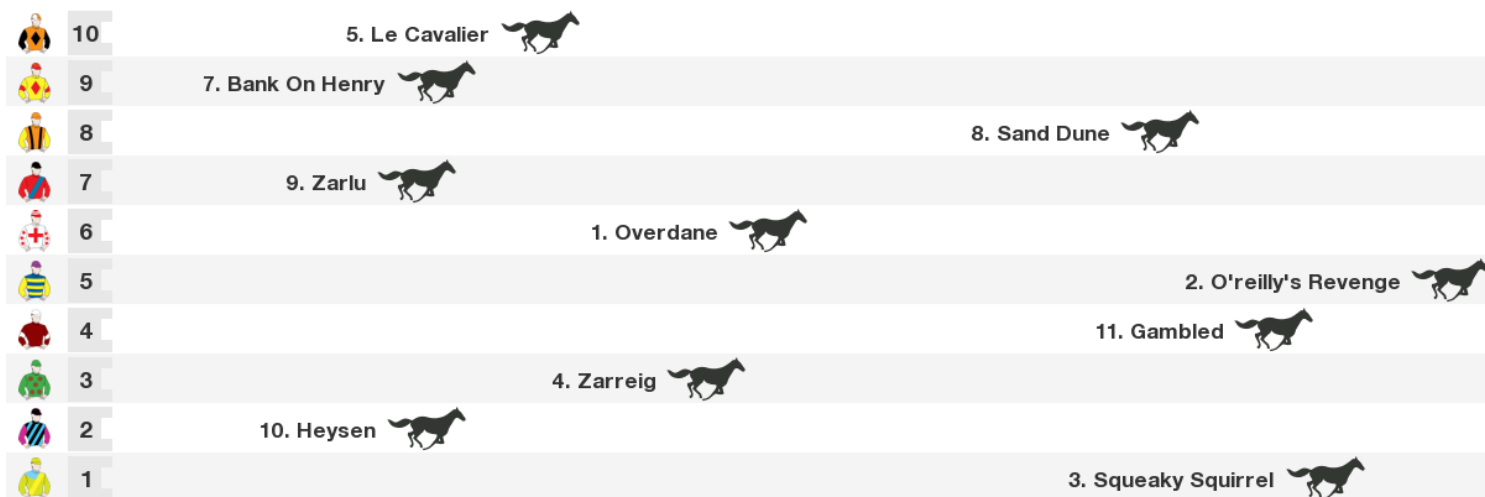 10 5. Le Cavalier
9 7. Bank On Henry
8 8. Sand Dune
7 9. Zarlu
6 1. Overdane
5 2. O'reilly's Revenge
4 11. Gambled
3 4. Zarreig
2 10. Heysen
1 3. Squeaky Squirrel